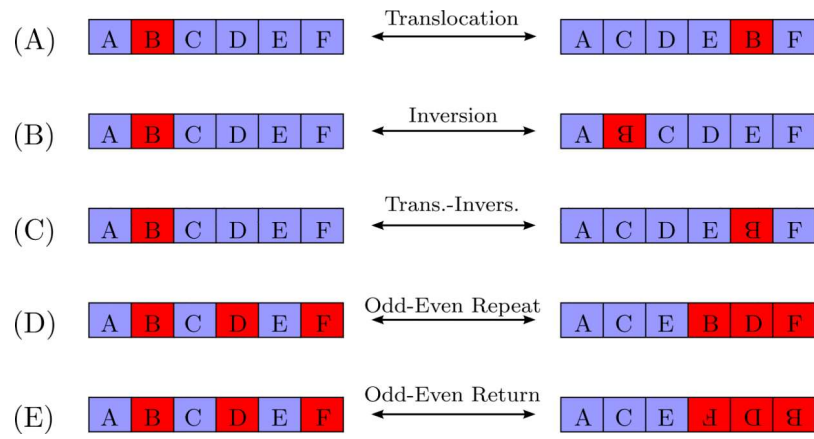 (A) A B C D E F Translocation A C D E B F
(B) A B C D E F Inversion A B C D E F
(C) A B C D E F Trans.-Invers. A C D E B F
(D) A B C D E F Odd-Even Repeat A C E B D F
(E) A B C D E F Odd-Even Return A C E F D B